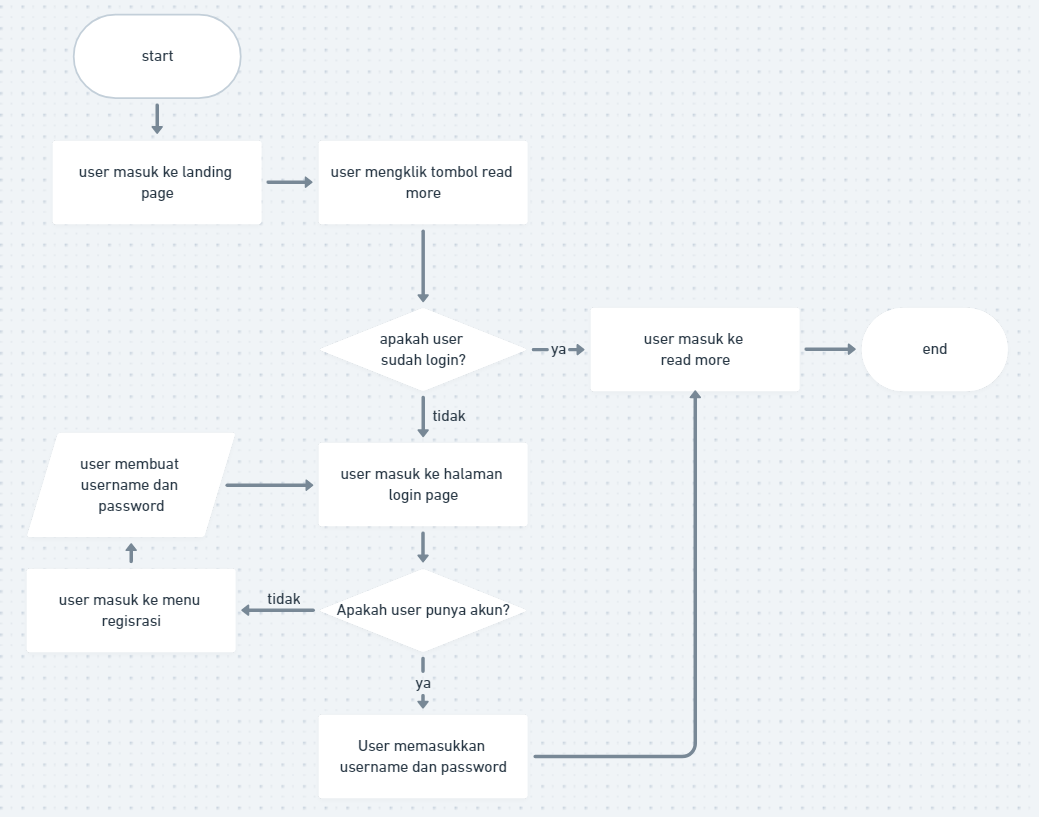 start
user masuk ke landing
page
user mengklik tombol read
more
apakah user
sudah login?
ya
user masuk ke
read more
end
tidak
user membuat
username dan
password
user masuk ke halaman
login page
user masuk ke menu
regisrasi
tidak
Apakah user punya akun?
ya
User memasukkan
username dan password